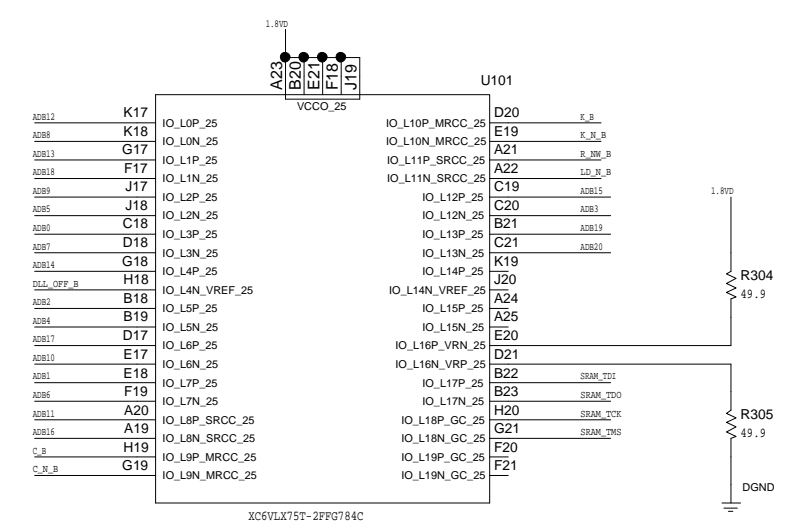 1.8VD
A23 B20 E21 F18 J19
U101
VCCO_25
ADB12 K17 IO_L0P_25 IO_L10P_MRCC_25 D20 K_B
ADB8 K18 IO_L0N_25 IO_L10N_MRCC_25 E19 K_N_B
ADB13 G17 IO_L1P_25 IO_L11P_SRCC_25 A21 R_NW_B
ADB18 F17 IO_L1N_25 IO_L11N_SRCC_25 A22 LD_N_B
ADB9 J17 IO_L2P_25 IO_L12P_25 C19 ADB15
1.8VD
ADB5 J18 IO_L2N_25 IO_L12N_25 C20 ADB3
ADB0 C18 IO_L3P_25 IO_L13P_25 B21 ADB19
ADB7 D18 IO_L3N_25 IO_L13N_25 C21 ADB20
ADB14 G18 IO_L4P_25 IO_L14P_25 K19
DLL_OFF_B H18 IO_L4N_VREF_25 IO_L14N_VREF_25 J20
R304
49.9
ADB2 B18 IO_L5P_25 IO_L15P_25 A24
ADB4 B19 IO_L5N_25 IO_L15N_25 A25
ADB17 D17 IO_L6P_25 IO_L16P_VRN_25 E20
ADB10 E17 IO_L6N_25 IO_L16N_VRP_25 D21
ADB1 E18 IO_L7P_25 IO_L17P_25 B22 SRAM_TDI
ADB6 F19 IO_L7N_25 IO_L17N_25 B23 SRAM_TDO
ADB11 A20 IO_L8P_SRCC_25 IO_L18P_GC_25 H20 SRAM_TCK
ADB16 A19 IO_L8N_SRCC_25 IO_L18N_GC_25 G21 SRAM_TMS
R305
49.9
C_B H19 IO_L9P_MRCC_25 IO_L19P_GC_25 F20
C_N_B G19 IO_L9N_MRCC_25 IO_L19N_GC_25 F21
DGND
XC6VLX75T-2FFG784C